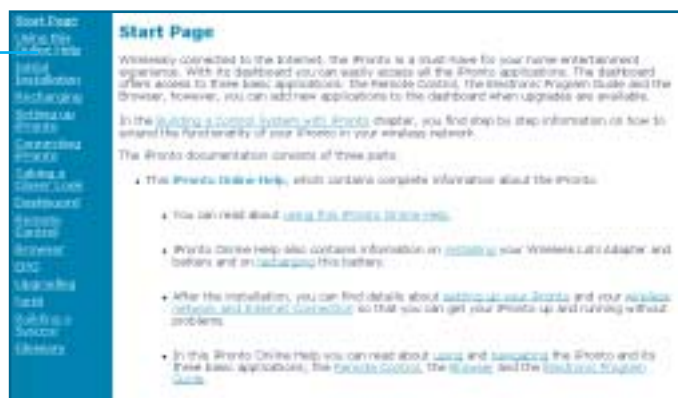 Start Page
Using this
Online Help
Initial
Installation
Recharging
Setting up
iPronto
Connecting
iPronto
Taking a
Closer Look
Dashboard
Remote
Control
Browser
EPG
Upgrading
Building a
System
Glossary
Start Page
Wirelessly connected to the Internet, the iPronto is a must-have for your home entertainment
experience. With its dashboard you can easily access all the iPronto applications. The dashboard
offers access to three basic applications: the Remote Control, the Electronic Program Guide and the
Browser, however, you can add new applications to the dashboard when upgrades are available.
In the Building a Control System with iPronto chapter, you find step by step information on how to
extend the functionality of your iPronto in your wireless network.
The iPronto documentation consists of three parts:
• This iPronto Online Help, which contains complete information about the iPronto:
• You can read about using this iPronto Online Help.
• iPronto Online Help also contains information on installing your Wireless LAN Adapter and
battery and on recharging this battery.
• After the installation, you can find details about setting up your iPronto and your wireless
network and Internet Connection so that you can get your iPronto up and running without
problems.
• In this iPronto Online Help you can read about using and navigating the iPronto and its
three basic applications; the Remote Control, the Browser and the Electronic Program
Guide.